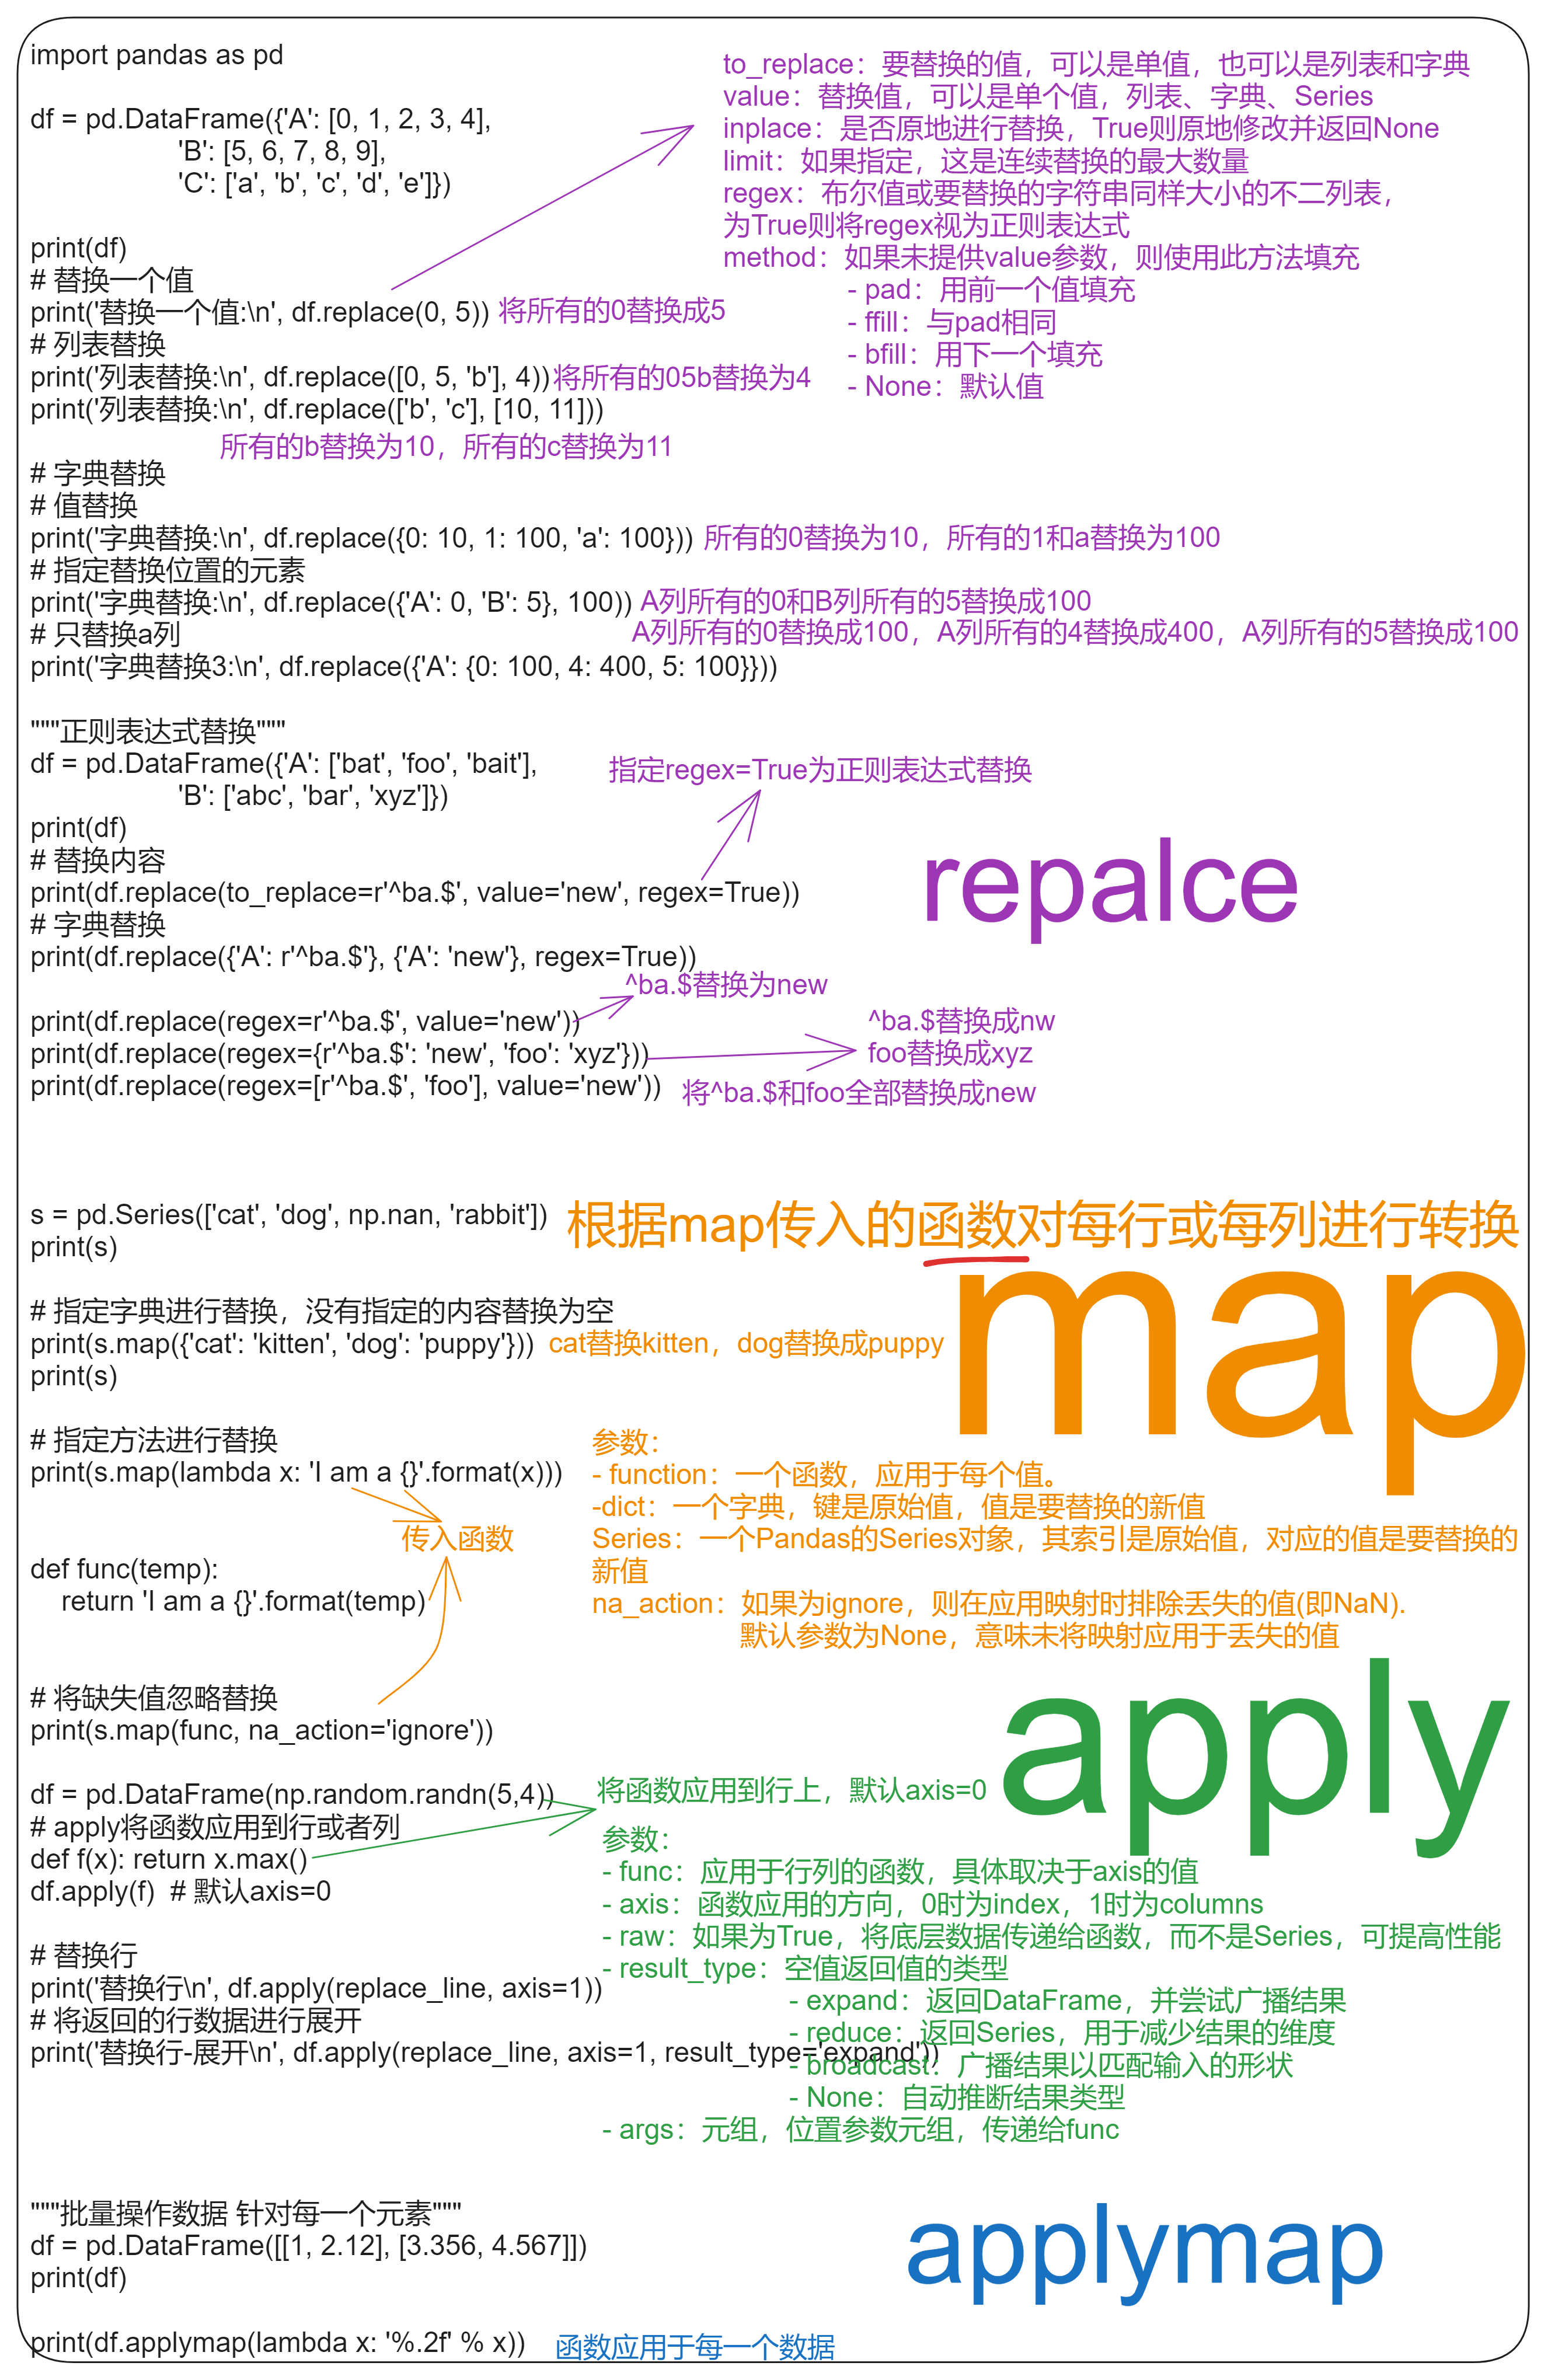 import pandas as pd
df = pd.DataFrame({'A': [0, 1, 2, 3, 4],
'B': [5, 6, 7, 8, 9],
'C': ['a', 'b', 'c', 'd', 'e']})
to_replace：要替换的值，可以是单值，也可以是列表和字典
value：替换值，可以是单个值，列表、字典、Series
inplace：是否原地进行替换，True则原地修改并返回None
limit：如果指定，这是连续替换的最大数量
regex：布尔值或要替换的字符串同样大小的不二列表，
为True则将regex视为正则表达式
method：如果未提供value参数，则使用此方法填充
- pad：用前一个值填充
- ffill：与pad相同
- bfill：用下一个填充
- None：默认值
print(df)
# 替换一个值
print('替换一个值:\n', df.replace(0, 5)) 将所有的0替换成5
# 列表替换
print('列表替换:\n', df.replace([0, 5, 'b'], 4)) 将所有的05b替换为4
print('列表替换:\n', df.replace(['b', 'c'], [10, 11]))
所有的b替换为10，所有的c替换为11
# 字典替换
# 值替换
print('字典替换:\n', df.replace({0: 10, 1: 100, 'a': 100})) 所有的0替换为10，所有的1和a替换为100
# 指定替换位置的元素
print('字典替换:\n', df.replace({'A': 0, 'B': 5}, 100)) A列所有的0和B列所有的5替换成100
# 只替换a列
A列所有的0替换成100，A列所有的4替换成400，A列所有的5替换成100
print('字典替换3:\n', df.replace({'A': {0: 100, 4: 400, 5: 100}}))
"""正则表达式替换"""
df = pd.DataFrame({'A': ['bat', 'foo', 'bait'],
'B': ['abc', 'bar', 'xyz']})
指定regex=True为正则表达式替换
print(df)
# 替换内容
print(df.replace(to_replace=r'^ba.$', value='new', regex=True))
repalce
# 字典替换
print(df.replace({'A': r'^ba.$'}, {'A': 'new'}, regex=True))
^ba.$替换为new
print(df.replace(regex=r'^ba.$', value='new'))
print(df.replace(regex={r'^ba.$': 'new', 'foo': 'xyz'}))
^ba.$替换成nw
foo替换成xyz
print(df.replace(regex=[r'^ba.$', 'foo'], value='new'))
将^ba.$和foo全部替换成new
s = pd.Series(['cat', 'dog', np.nan, 'rabbit'])
print(s)
根据map传入的函数对每行或每列进行转换
map
# 指定字典进行替换，没有指定的内容替换为空
print(s.map({'cat': 'kitten', 'dog': 'puppy'})) cat替换kitten，dog替换成puppy
print(s)
# 指定方法进行替换
print(s.map(lambda x: 'I am a {}'.format(x)))
传入函数
def func(temp):
return 'I am a {}'.format(temp)
参数：
- function：一个函数，应用于每个值。
-dict：一个字典，键是原始值，值是要替换的新值
Series：一个Pandas的Series对象，其索引是原始值，对应的值是要替换的
新值
na_action：如果为ignore，则在应用映射时排除丢失的值(即NaN).
默认参数为None，意味未将映射应用于丢失的值
# 将缺失值忽略替换
print(s.map(func, na_action='ignore'))
apply
df = pd.DataFrame(np.random.randn(5,4))
将函数应用到行上，默认axis=0
# apply将函数应用到行或者列
def f(x): return x.max()
df.apply(f)  # 默认axis=0
参数：
- func：应用于行列的函数，具体取决于axis的值
- axis：函数应用的方向，0时为index，1时为columns
- raw：如果为True，将底层数据传递给函数，而不是Series，可提高性能
- result_type：空值返回值的类型
- expand：返回DataFrame，并尝试广播结果
- reduce：返回Series，用于减少结果的维度
- broadcast：广播结果以匹配输入的形状
- None：自动推断结果类型
- args：元组，位置参数元组，传递给func
# 替换行
print('替换行\n', df.apply(replace_line, axis=1))
# 将返回的行数据进行展开
print('替换行-展开\n', df.apply(replace_line, axis=1, result_type='expand'))
"""批量操作数据 针对每一个元素"""
df = pd.DataFrame([[1, 2.12], [3.356, 4.567]])
print(df)
applymap
print(df.applymap(lambda x: '%.2f' % x)) 函数应用于每一个数据